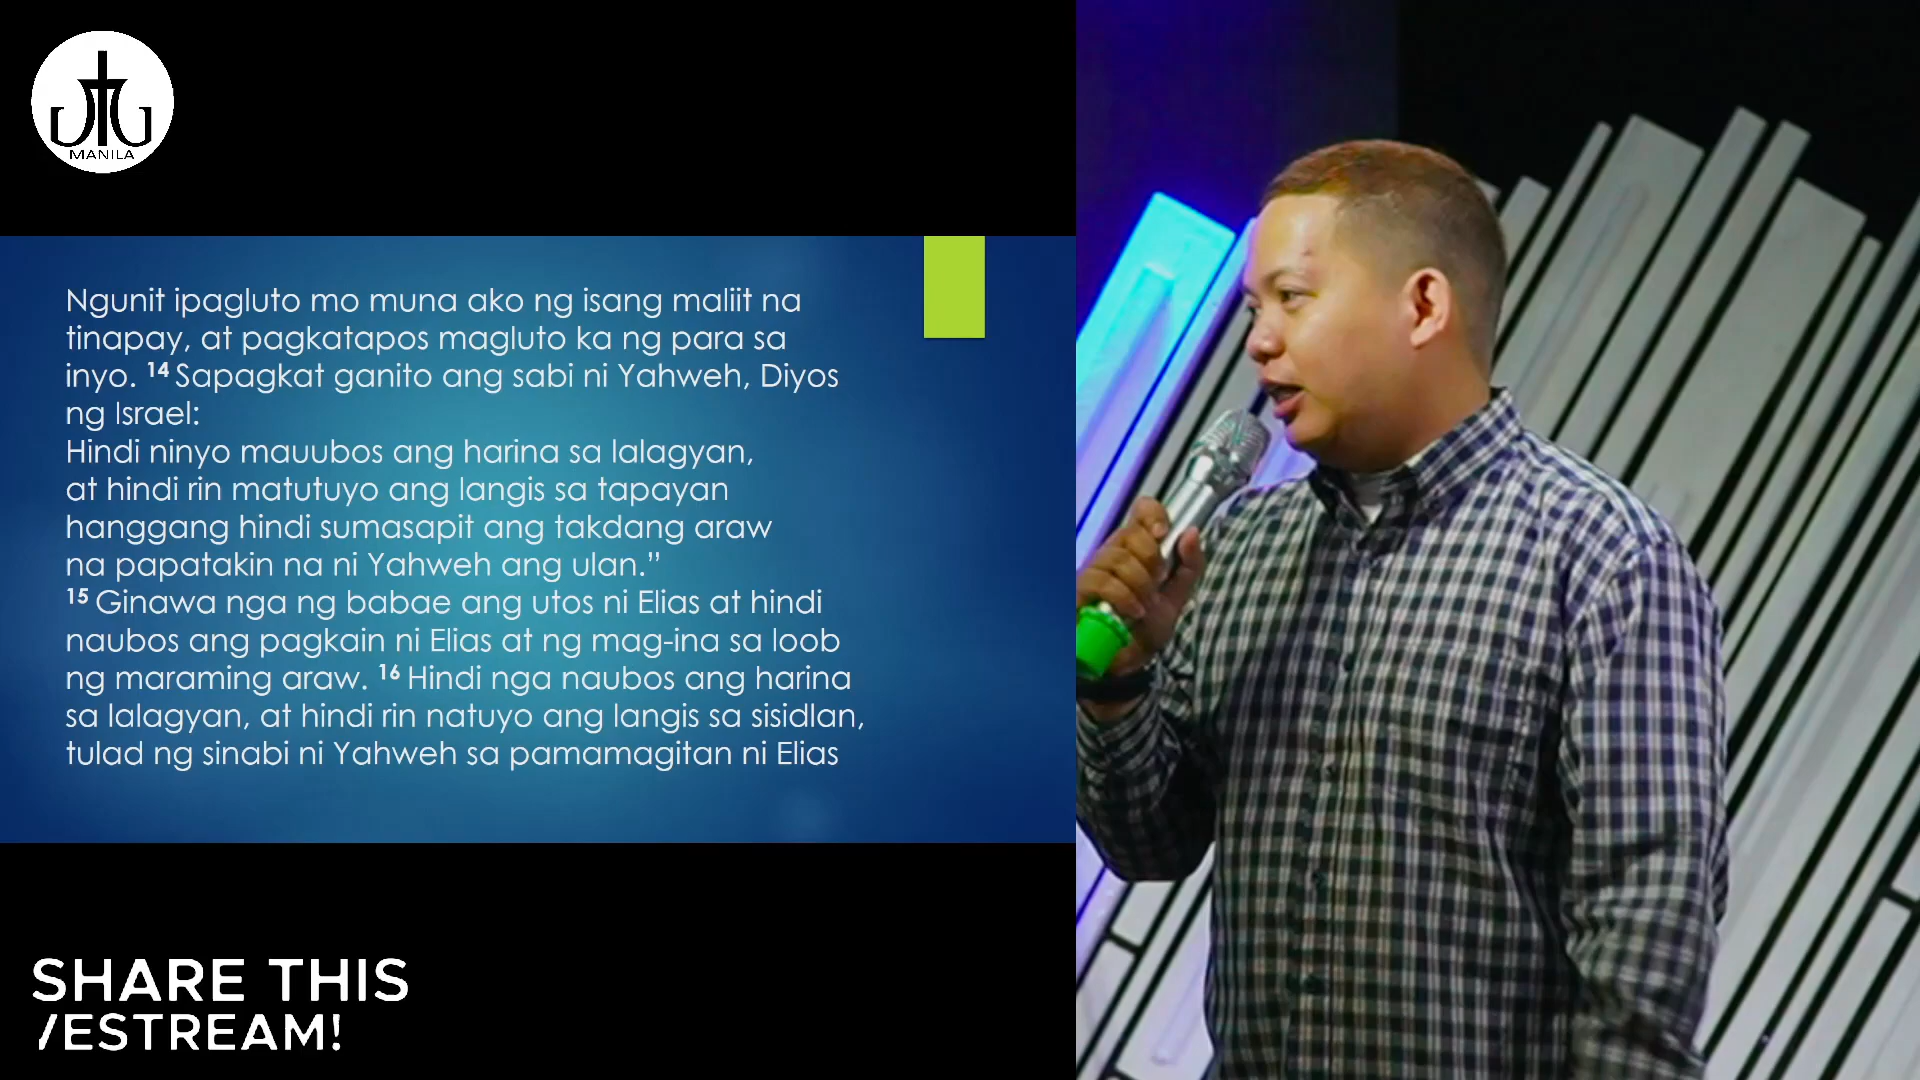 JTG
MANILA
Ngunit ipagluto mo muna ako ng isang maliit na
tinapay, at pagkatapos magluto ka ng para sa
inyo. 14 Sapagkat ganito ang sabi ni Yahweh, Diyos
ng Israel:
Hindi ninyo mauubos ang harina sa lalagyan,
at hindi rin matutuyo ang langis sa tapayan
hanggang hindi sumasapit ang takdang araw
na papatakin na ni Yahweh ang ulan.”
15 Ginawa nga ng babae ang utos ni Elias at hindi
naubos ang pagkain ni Elias at ng mag-ina sa loob
ng maraming araw. 16 Hindi nga naubos ang harina
sa lalagyan, at hindi rin natuyo ang langis sa sisidlan,
tulad ng sinabi ni Yahweh sa pamamagitan ni Elias
SHARE THIS
VESTREAM!